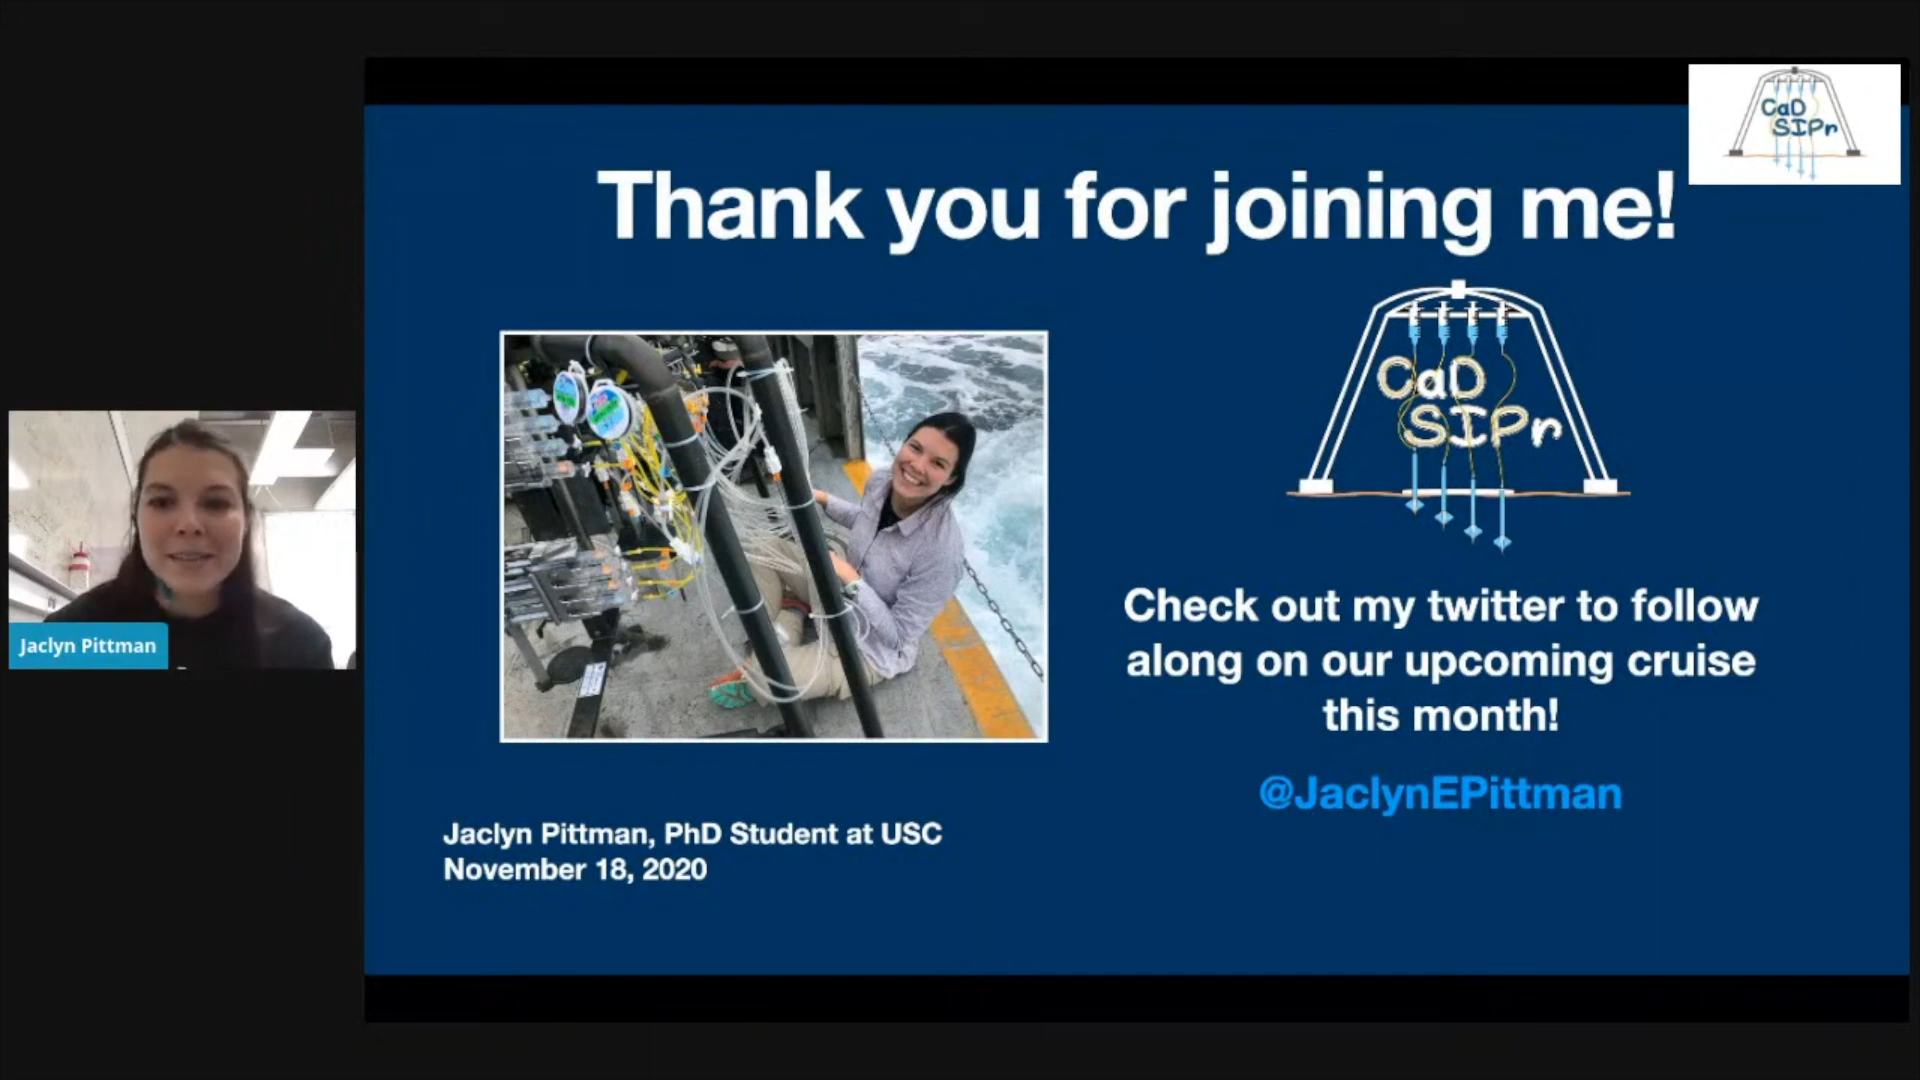 CaD
SIPr
Thank you for joining me!
CaD
SIPr
Check out my twitter to follow
along on our upcoming cruise
this month!
@JaclynEPittman
Jaclyn Pittman
Jaclyn Pittman, PhD Student at USC
November 18, 2020